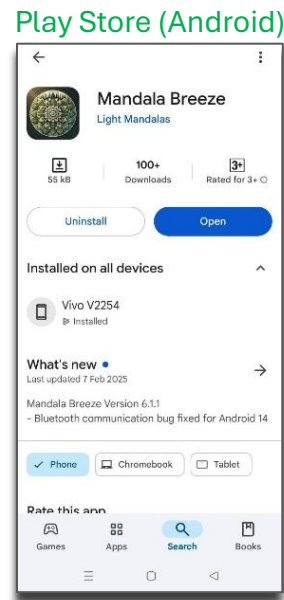 Play Store (Android)
Mandala Breeze
Light Mandalas
55 kB
100+
Downloads
3+
Rated for 3+
Uninstall
Open
Installed on all devices
Vivo V2254
Installed
What's new
Last updated 7 Feb 2025
Mandala Breeze Version 6.1.1
- Bluetooth communication bug fixed for Android 14
Phone
Chromebook
Tablet
Rate this app
Games
Apps
Search
Books